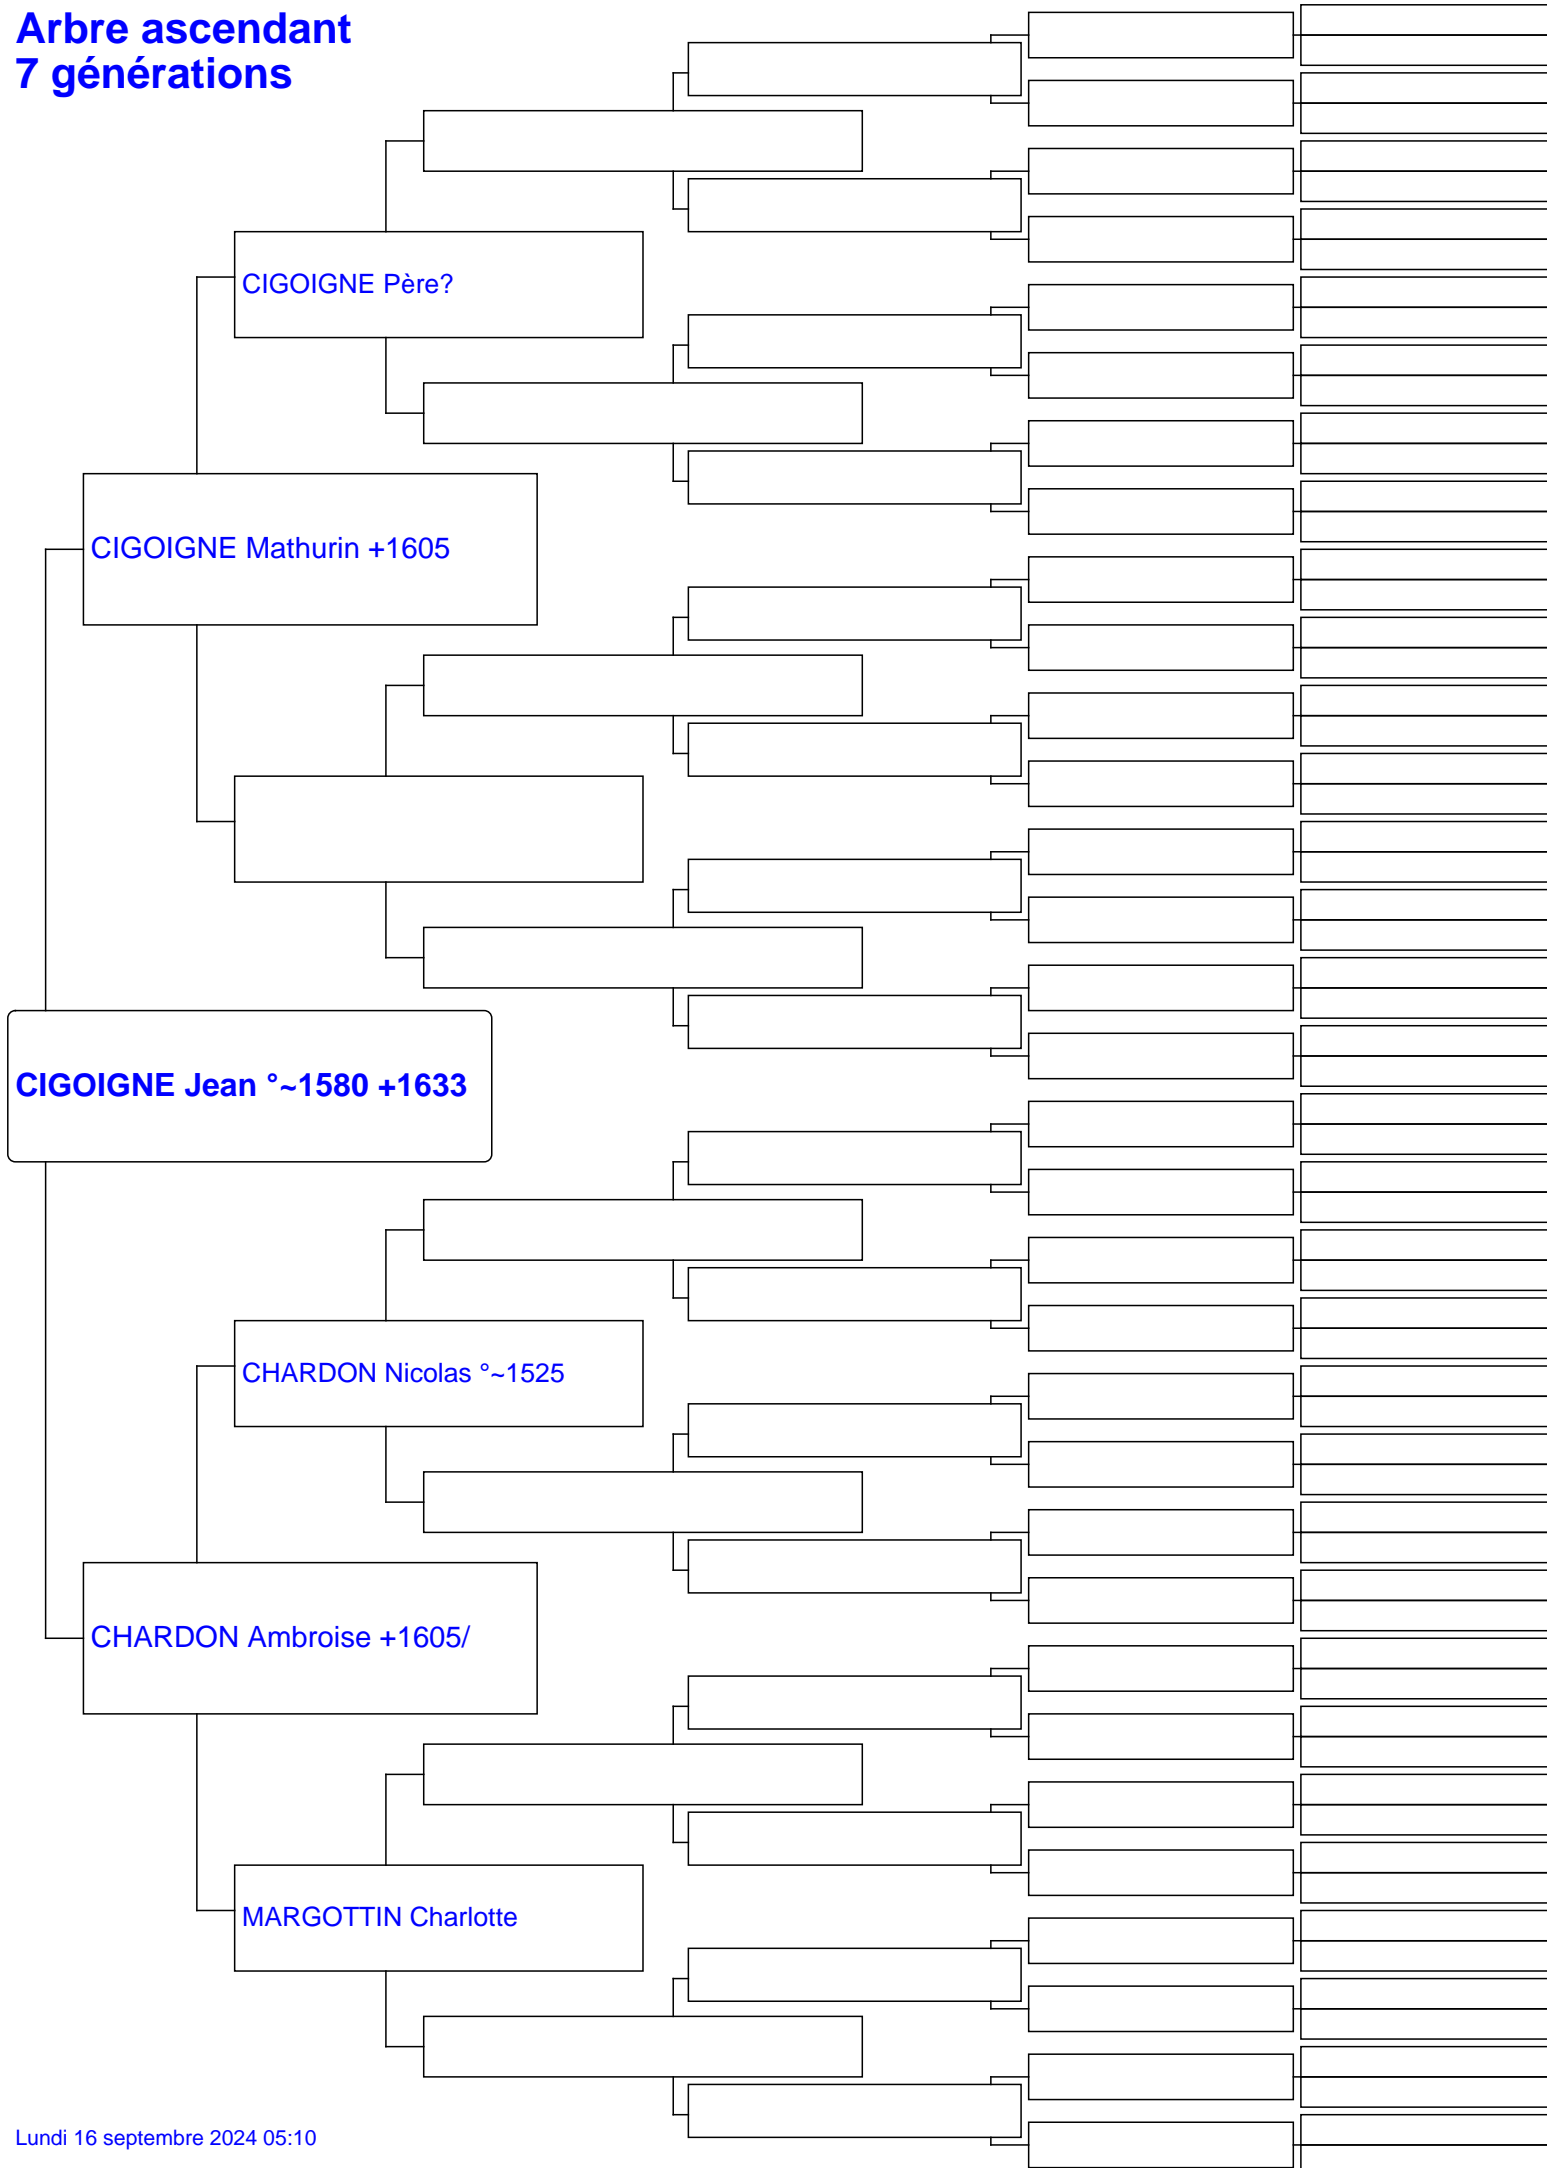 Arbre ascendant
7 générations
CIGOIGNE Père?
CIGOIGNE Mathurin +1605
CIGOIGNE Jean °~1580 +1633
CHARDON Nicolas °~1525
CHARDON Ambroise +1605/
MARGOTTIN Charlotte
Lundi 16 septembre 2024 05:10